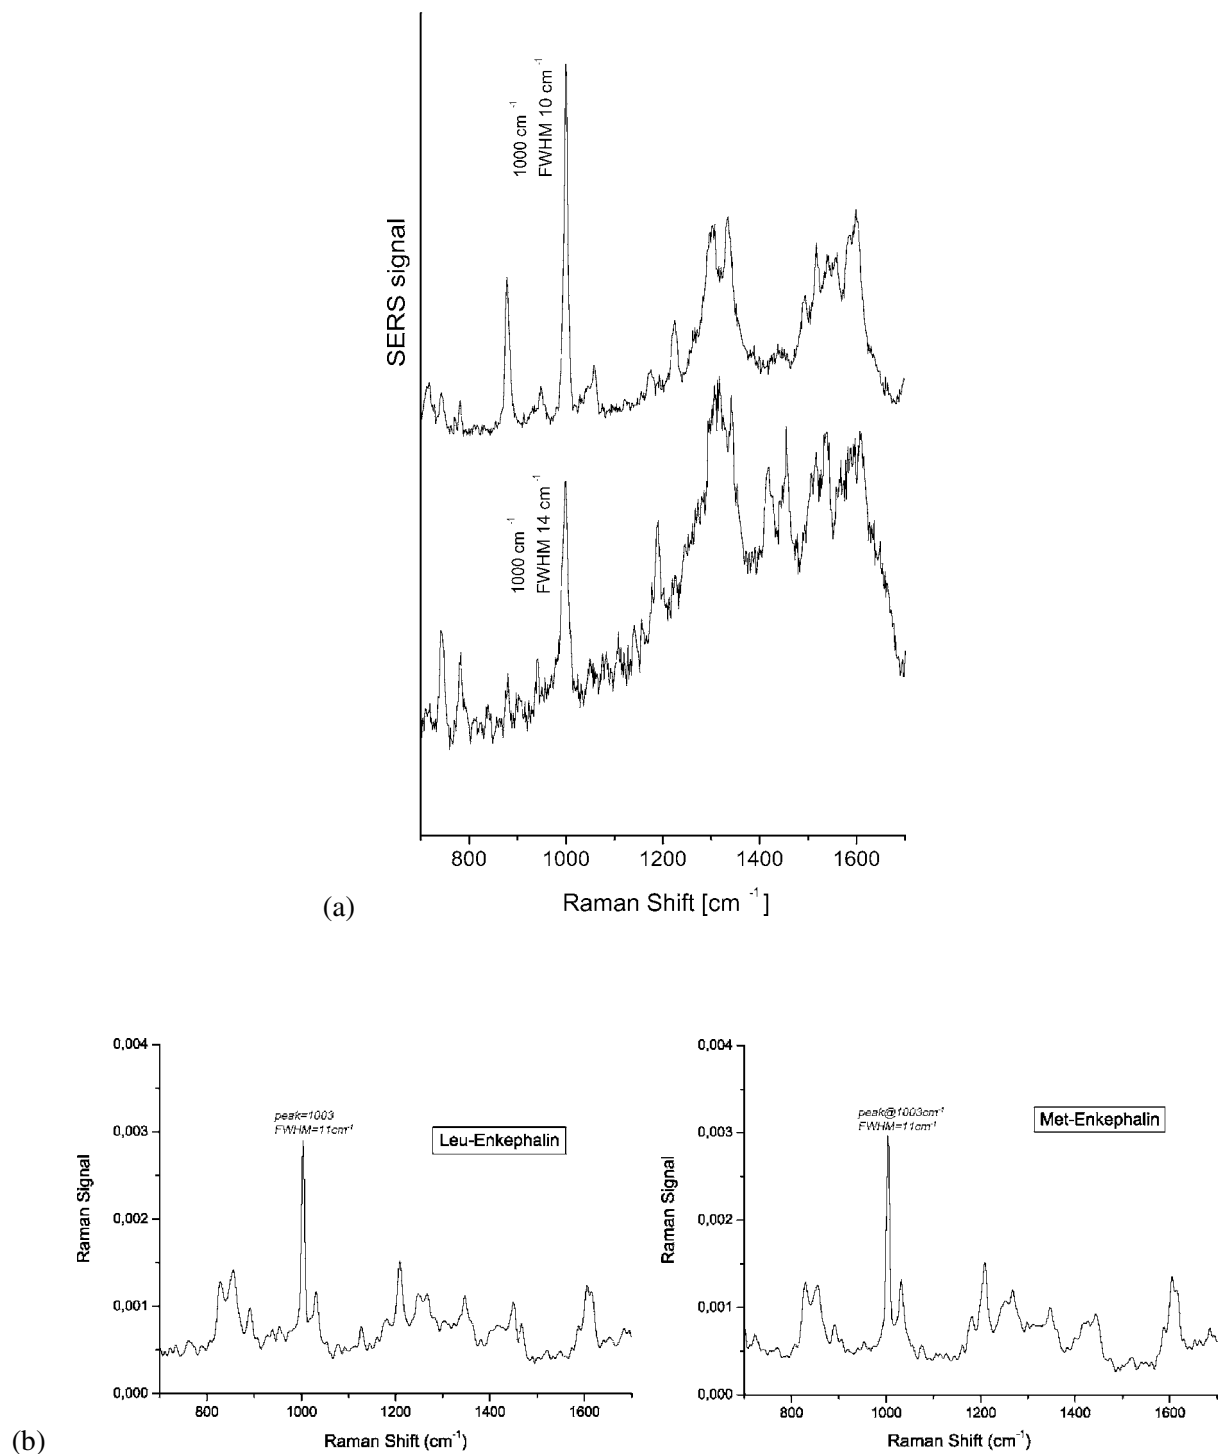 SERS signal
1000 cm⁻¹
FWHM 10 cm⁻¹
1000 cm⁻¹
FWHM 14 cm⁻¹
800 1000 1200 1400 1600
Raman Shift [cm⁻¹]
(a)
0,004
0,003
0,002
0,001
0,000
Raman Signal
peak=1003
FWHM=11cm⁻¹
Leu-Enkephalin
800 1000 1200 1400 1600
Raman Shift (cm⁻¹)
0,004
0,003
0,002
0,001
0,000
Raman Signal
peak@1003cm⁻¹
FWHM=11cm⁻¹
Met-Enkephalin
800 1000 1200 1400 1600
Raman Shift (cm⁻¹)
(b)